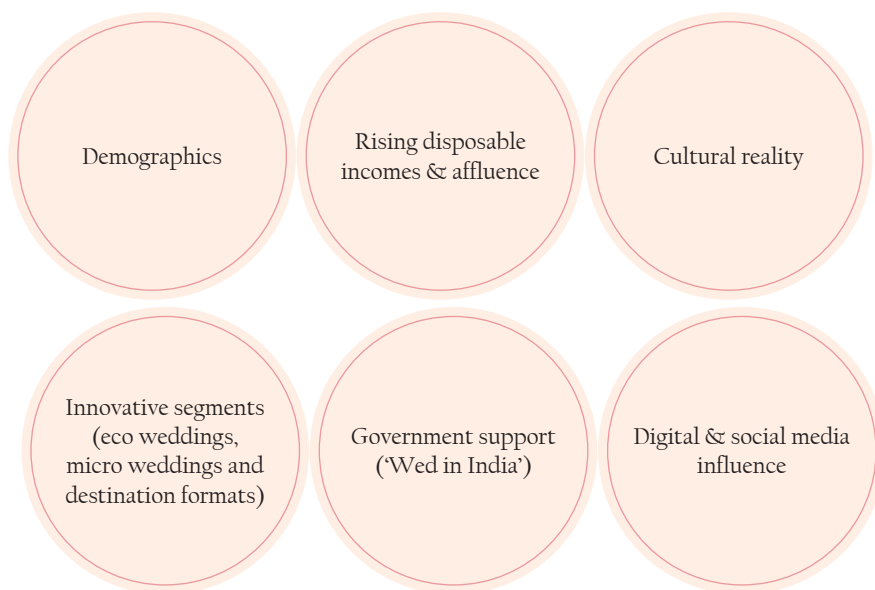 Demographics
Rising disposable
incomes & affluence
Cultural reality
Innovative segments
(eco weddings,
micro weddings and
destination formats)
Government support
(‘Wed in India’)
Digital & social media
influence